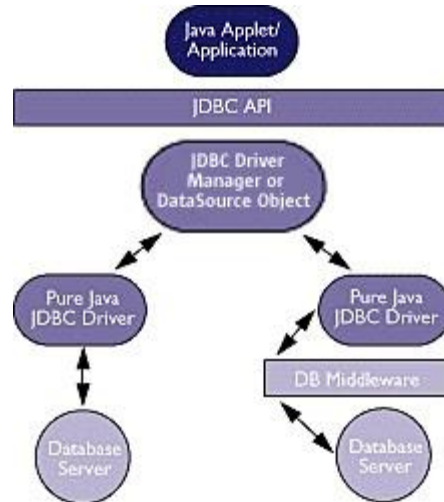 Java Applet/
Application
JDBC API
JDBC Driver
Manager or
DataSource Object
Pure Java
JDBC Driver
Pure Java
JDBC Driver
DB Middleware
Database
Server
Database
Server